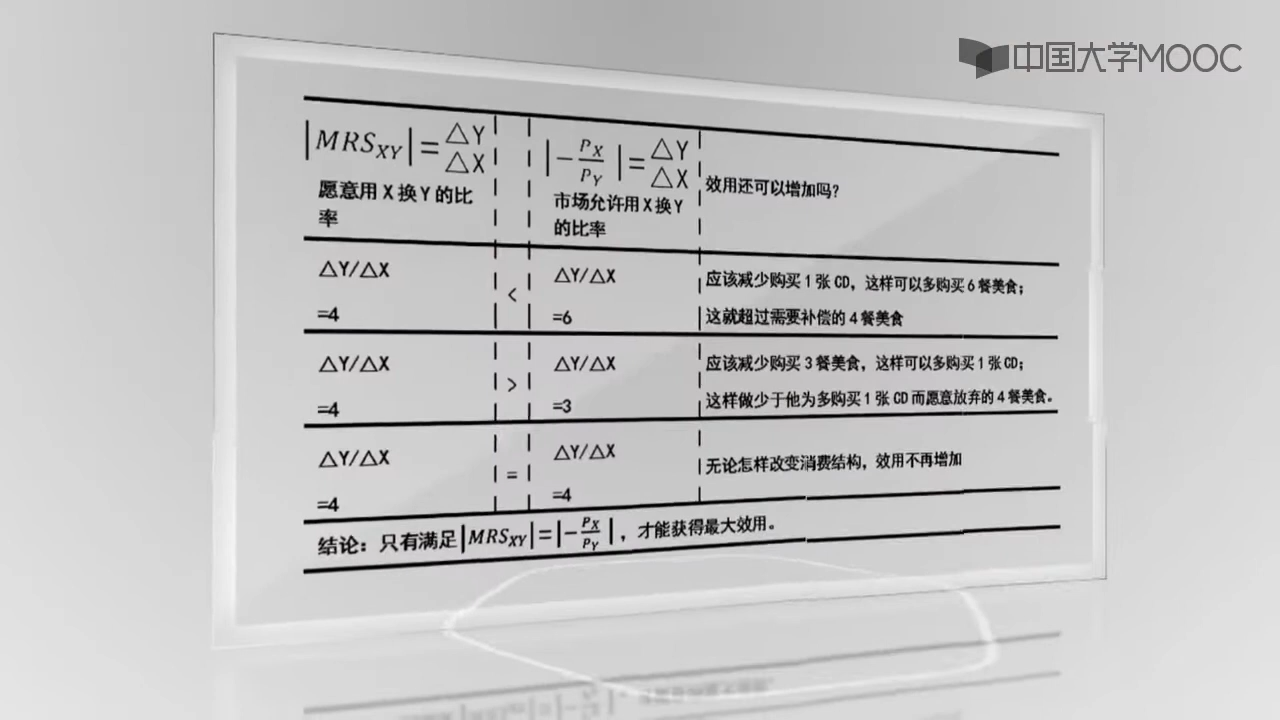 中国大学MOOC
|MRS_XY|=△Y/△X
愿意用 X 换 Y 的比
率
|-P_X/P_Y|=△Y/△X
市场允许用 X 换 Y
的比率
效用还可以增加吗？
△Y/△X
=4
<
△Y/△X
=6
应该减少购买 1 张 CD，这样可以多购买 6 餐美食；
这就超过需要补偿的 4 餐美食
△Y/△X
=4
>
△Y/△X
=3
应该减少购买 3 餐美食，这样可以多购买 1 张 CD；
这样做少于他为多购买 1 张 CD 而愿意放弃的 4 餐美食。
△Y/△X
=4
=
△Y/△X
=4
无论怎样改变消费结构，效用不再增加
结论：只有满足|MRS_XY|=|-P_X/P_Y|，才能获得最大效用。